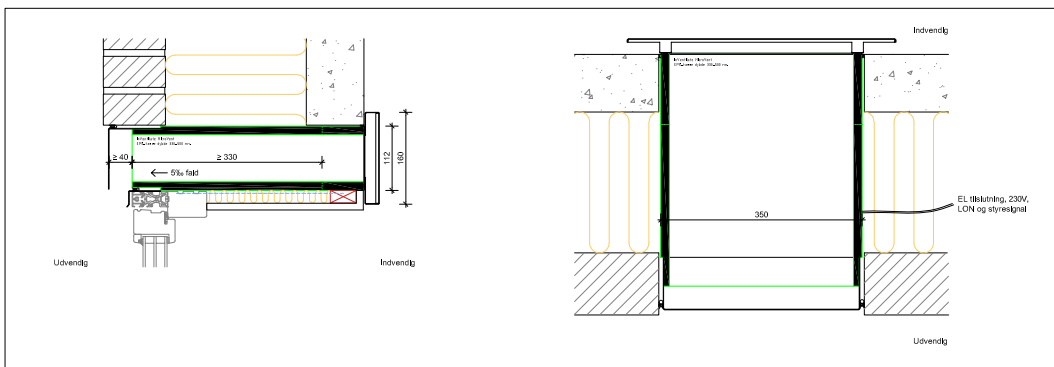 ≥ 40
≥ 330
5‰ fald
112
160
Udvendig
Indvendig
Indvendig
350
EL tilslutning, 230V,
LON og styresignal
Udvendig